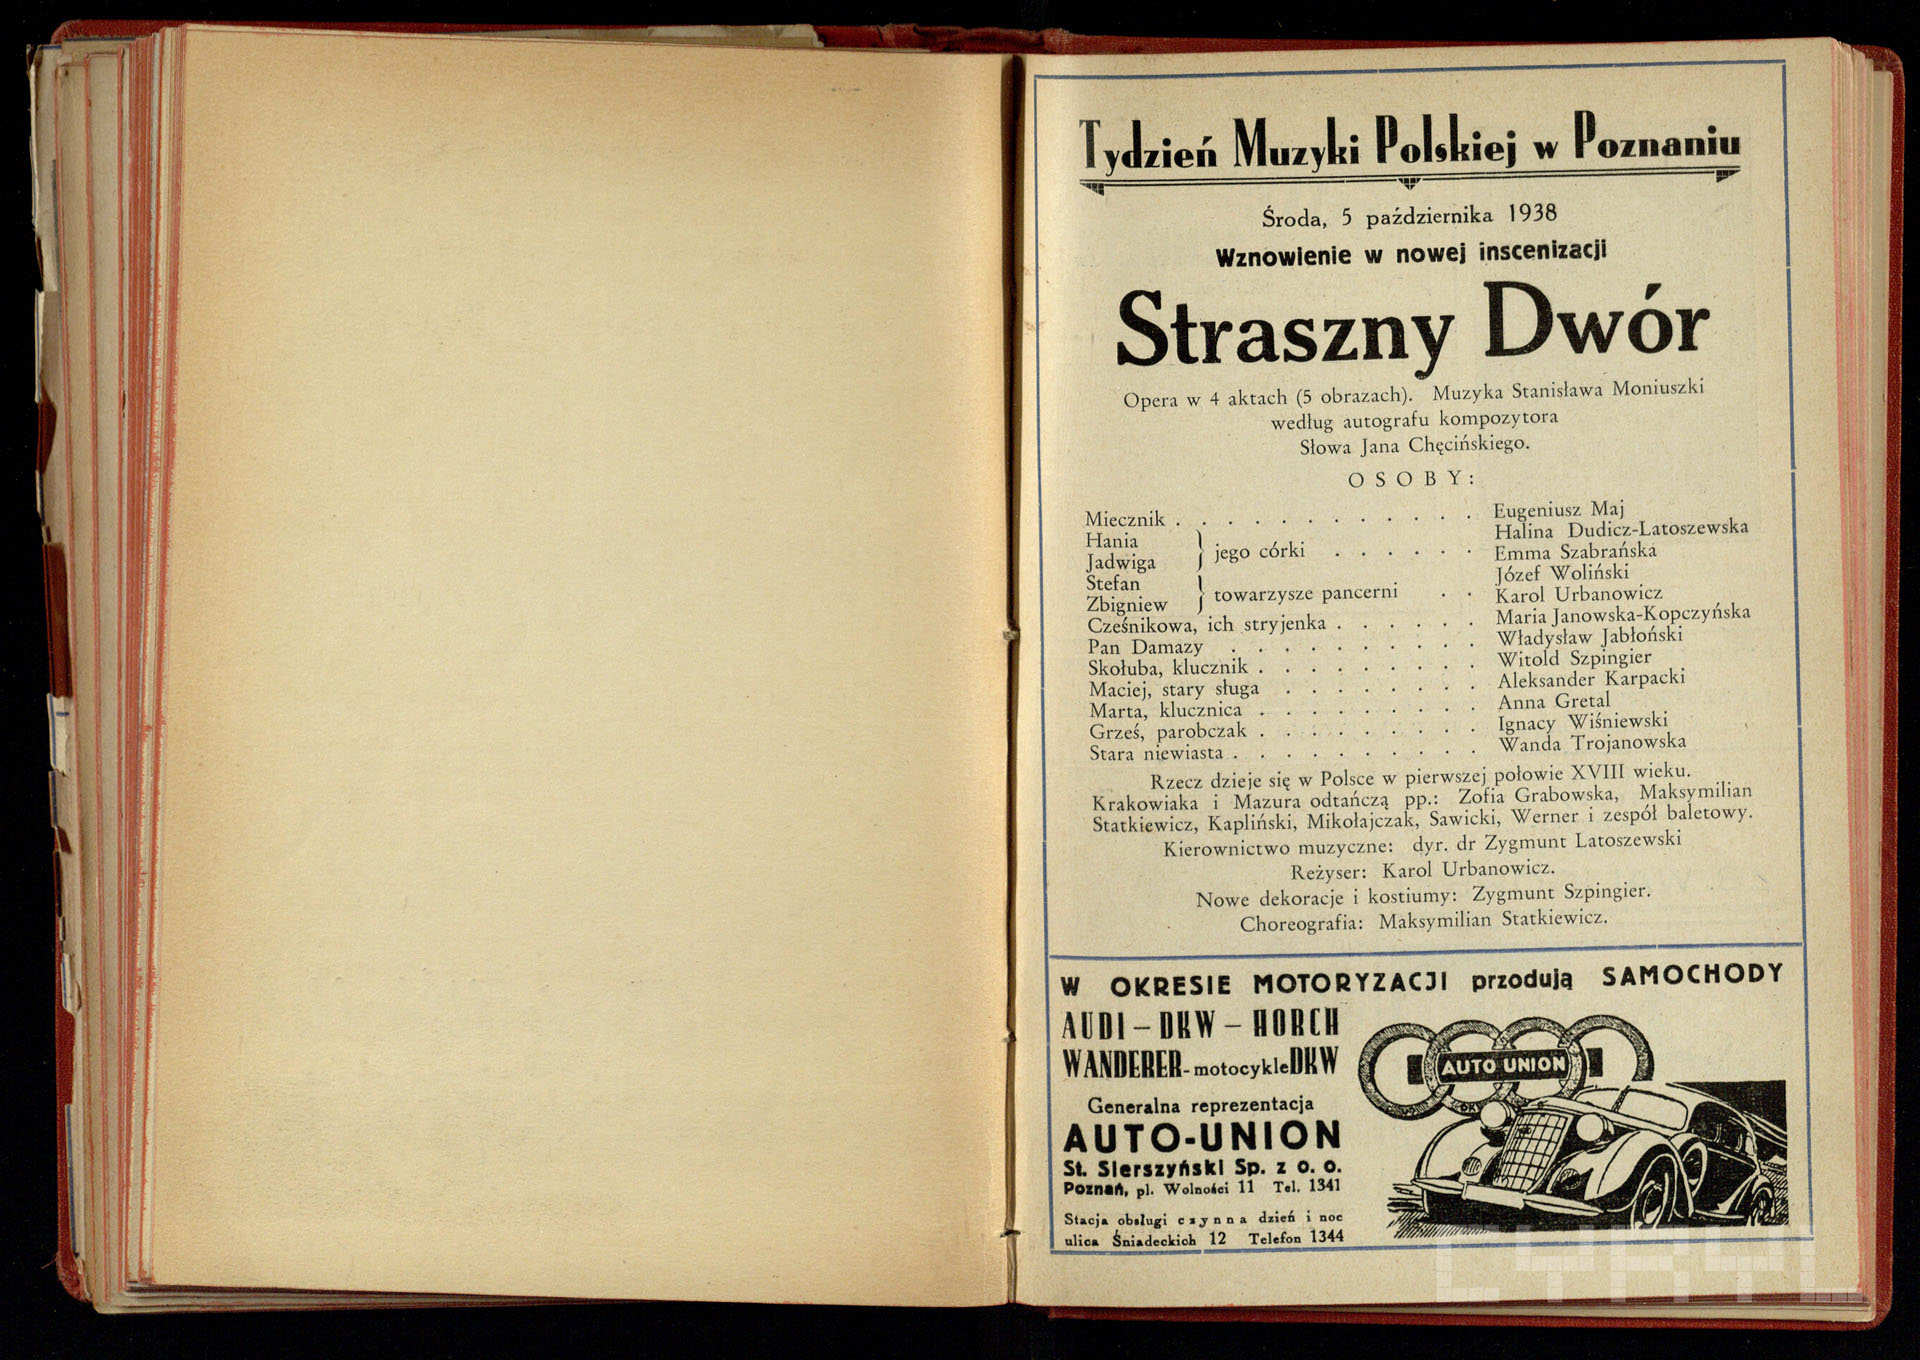 Tydzień Muzyki Polskiej w Poznaniu
Środa, 5 października 1938
Wznowienie w nowej inscenizacji
Straszny Dwór
Opera w 4 aktach (5 obrazach). Muzyka Stanisława Moniuszki
według autografu kompozytora
Słowa Jana Chęcińskiego.
OSOBY:
Miecznik . . . . . . . . . . . . Eugeniusz Maj
Hania } jego córki . . . . . . Halina Dudicz-Latoszewska
Jadwiga } Emma Szabrańska
Stefan } towarzysze pancerni . . Józef Woliński
Zbigniew } Karol Urbanowicz
Cześnikowa, ich stryjenka . . . . . . Maria Janowska-Kopczyńska
Pan Damazy . . . . . . . . . . Władysław Jabłoński
Skołuba, klucznik . . . . . . . . . Witold Szpingier
Maciej, stary sługa . . . . . . . . Aleksander Karpacki
Marta, klucznica . . . . . . . . . Anna Gretal
Grześ, parobczak . . . . . . . . . Ignacy Wiśniewski
Stara niewiasta . . . . . . . . . . Wanda Trojanowska
Rzecz dzieje się w Polsce w pierwszej połowie XVIII wieku.
Krakowiaka i Mazura odtańczą pp.: Zofia Grabowska, Maksymilian
Statkiewicz, Kapliński, Mikołajczak, Sawicki, Werner i zespół baletowy.
Kierownictwo muzyczne: dyr. dr Zygmunt Latoszewski
Reżyser: Karol Urbanowicz.
Nowe dekoracje i kostiumy: Zygmunt Szpingier.
Choreografia: Maksymilian Statkiewicz.
W OKRESIE MOTORYZACJI przodują SAMOCHODY
AUDI – DKW – HORCH
WANDERER - motocykle DKW
Generalna reprezentacja
AUTO-UNION
St. Sierszyński Sp. z o. o.
Poznań, pl. Wolności 11 Tel. 1341
Stacja obsługi czynna dzień i noc
ulica Śniadeckich 12 Telefon 1344
AUTO UNION